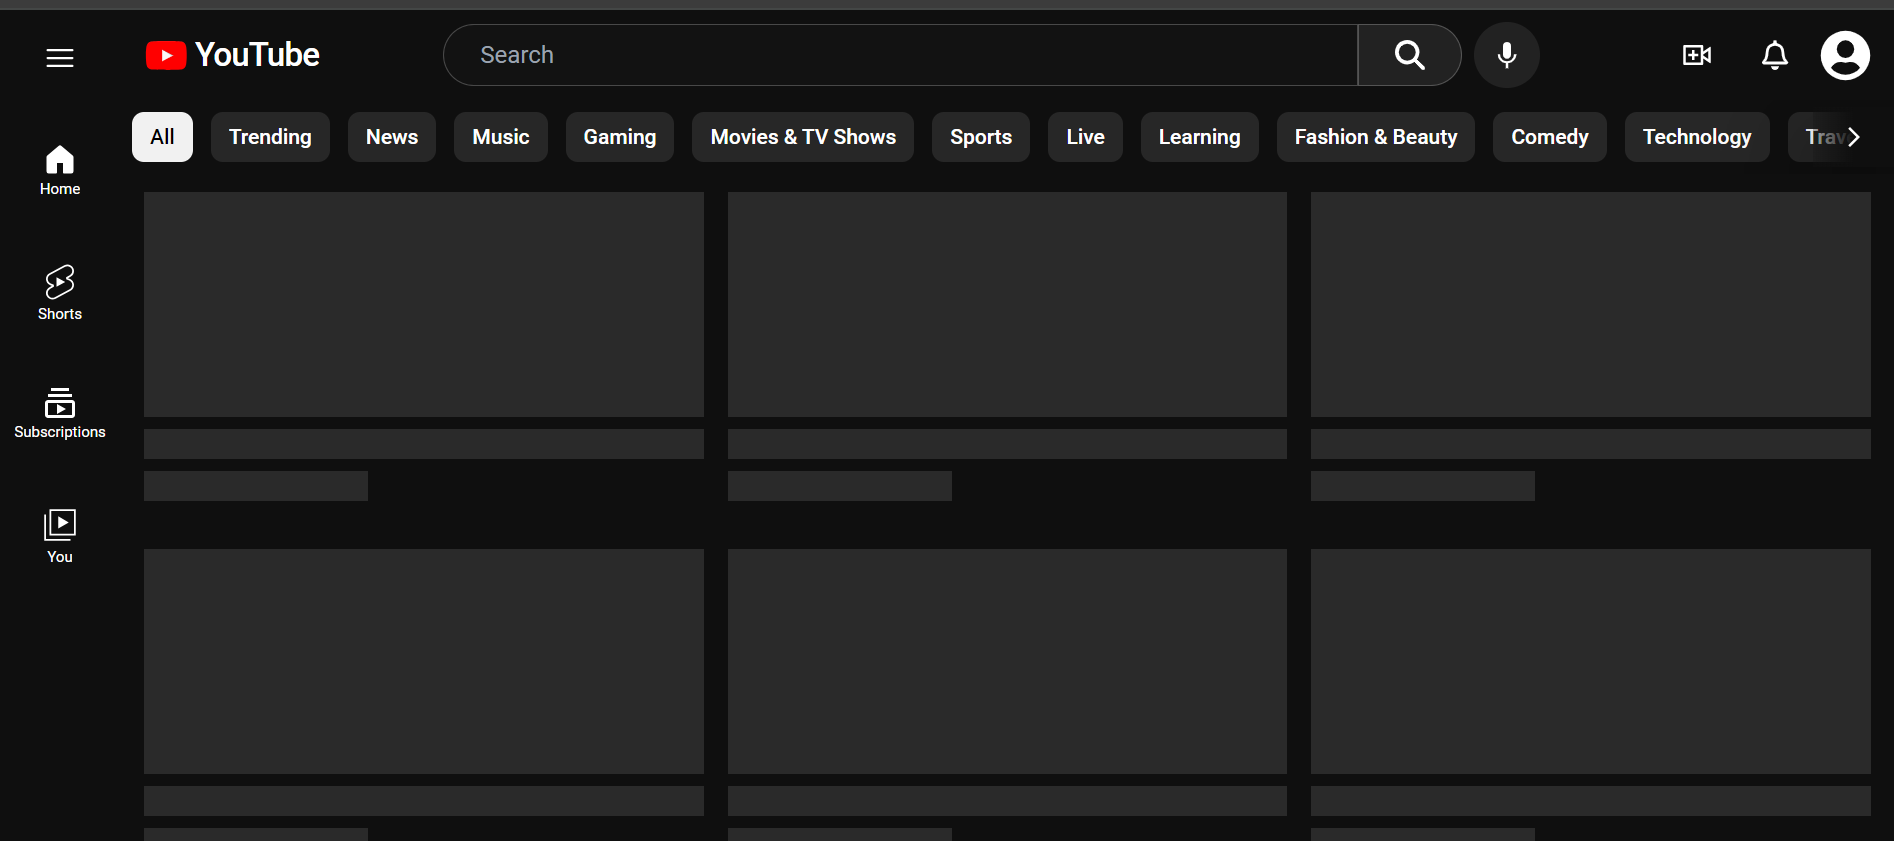 YouTube
Search
All Trending News Music Gaming Movies & TV Shows Sports Live Learning Fashion & Beauty Comedy Technology Trav
Home
Shorts
Subscriptions
You